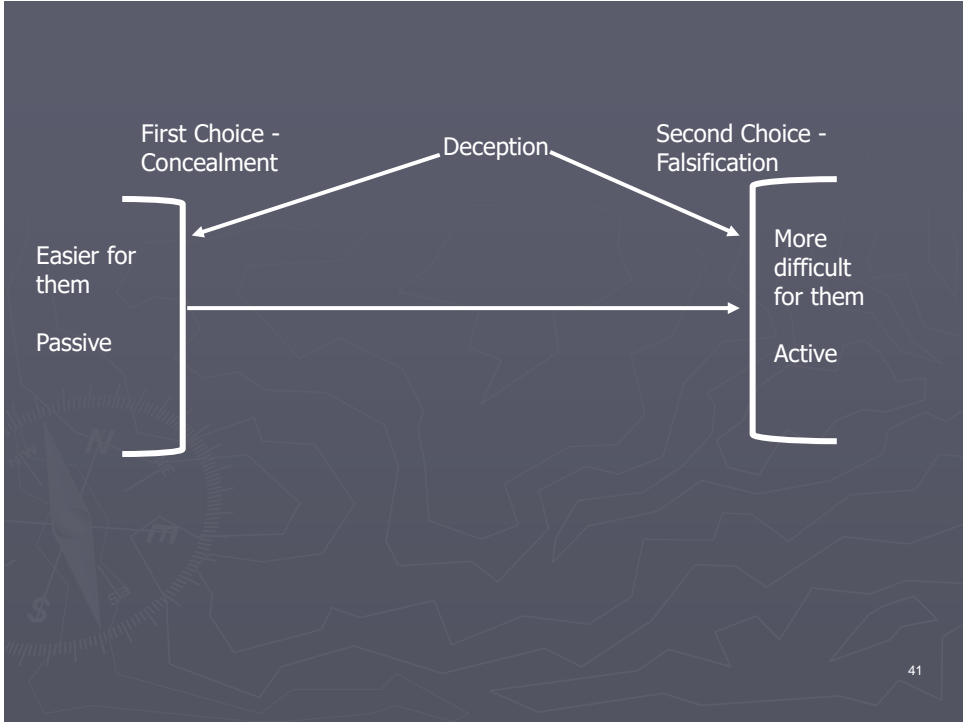 First Choice -
Concealment
Deception
Second Choice -
Falsification
Easier for
them
Passive
More
difficult
for them
Active
N
E
S
41